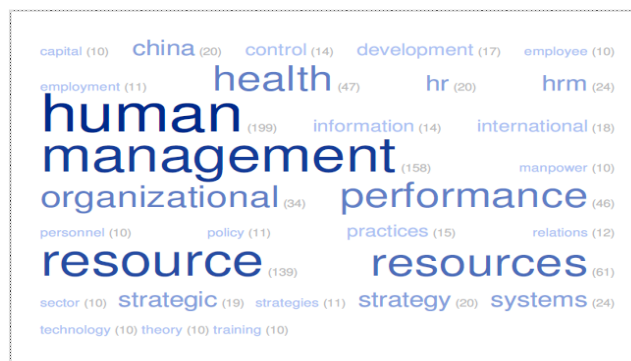 capital (10) china (20) control (14) development (17) employee (10)
employment (11) health (47) hr (20) hrm (24)
human (199) information (14) international (18)
management (158) manpower (10)
organizational (34) performance (46)
personnel (10) policy (11) practices (15) relations (12)
resource (139) resources (61)
sector (10) strategic (19) strategies (11) strategy (20) systems (24)
technology (10) theory (10) training (10)